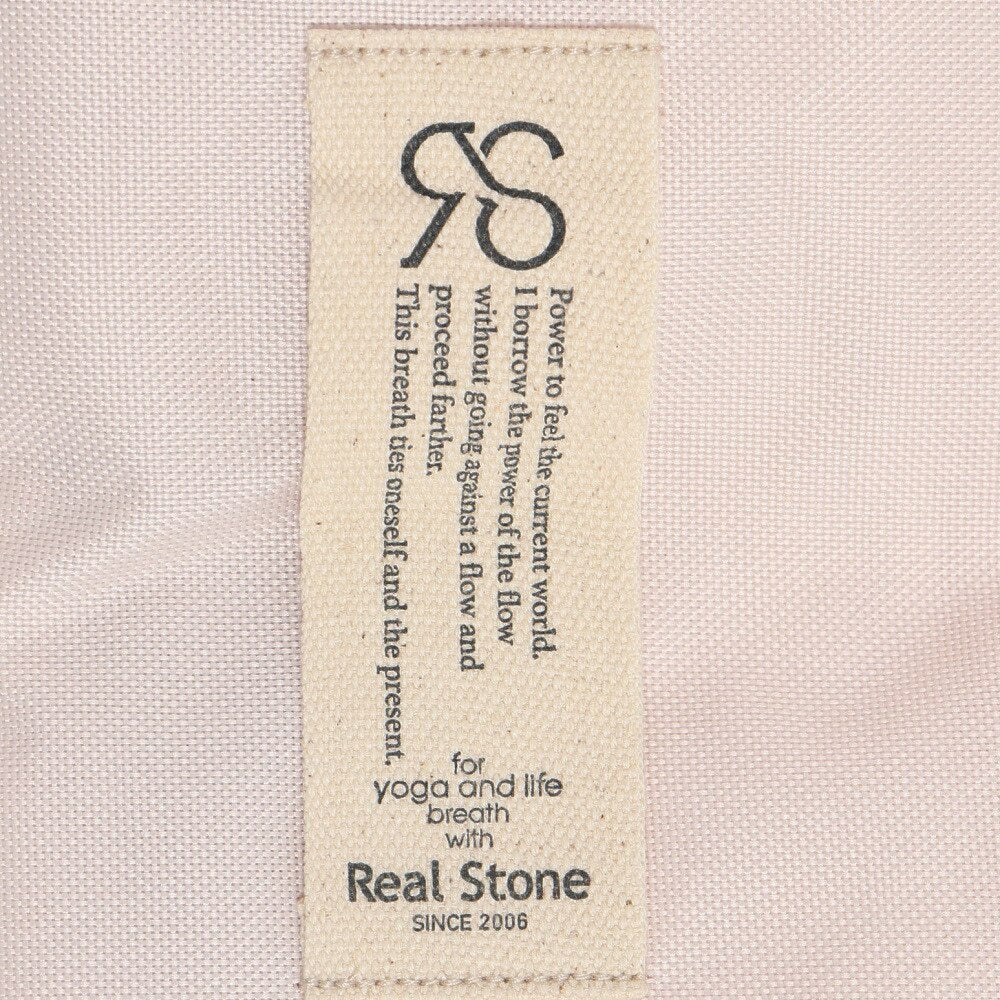 RS
Power to feel the current world.
I borrow the power of the flow
without going against a flow and
proceed farther.
This breath ties oneself and the present.
for
yoga and life
breath
with
Real Stone
SINCE 2006